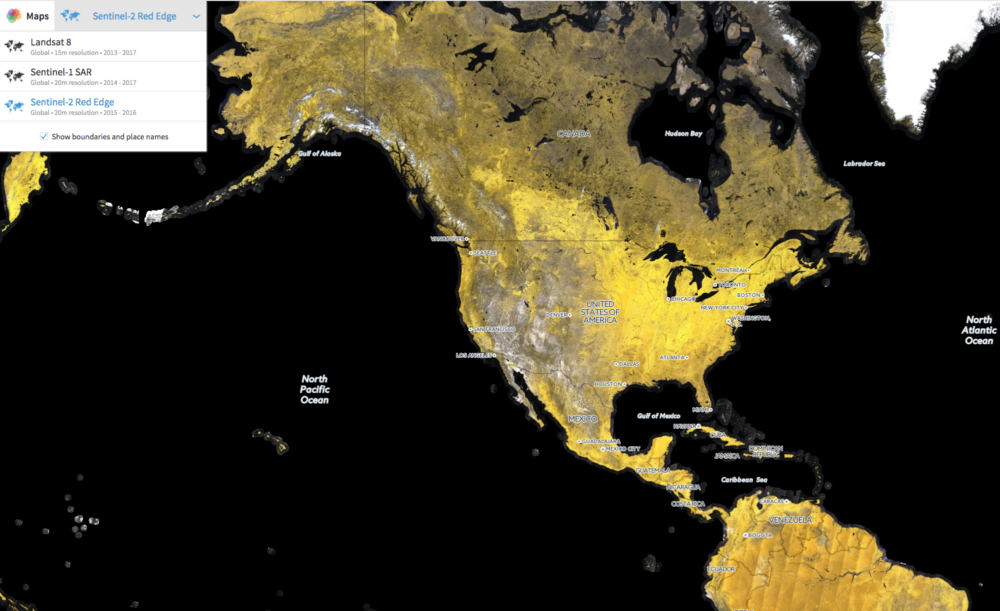 Maps
Sentinel-2 Red Edge
Landsat 8
Global • 15m resolution • 2013 - 2017
Sentinel-1 SAR
Global • 20m resolution • 2014 - 2017
Sentinel-2 Red Edge
Global • 20m resolution • 2015 - 2016
Show boundaries and place names
CANADA
Hudson Bay
Gulf of Alaska
Labrador Sea
VANCOUVER
SEATTLE
MONTRÉAL
TORONTO
BOSTON
CHICAGO
NEW YORK CITY
UNITED
STATES OF
AMERICA
DENVER
WASHINGTON,
D.C.
North
Atlantic
Ocean
SAN FRANCISCO
LOS ANGELES
ATLANTA
DALLAS
North
Pacific
Ocean
HOUSTON
MIAMI
Gulf of Mexico
MEXICO
HAVANA
CUBA
GUADALAJARA
MEXICO CITY
DOMINICAN
REPUBLIC
JAMAICA
GUATEMALA
Caribbean Sea
NICARAGUA
CARACAS
COSTA RICA
VENEZUELA
BOGOTA
ECUADOR